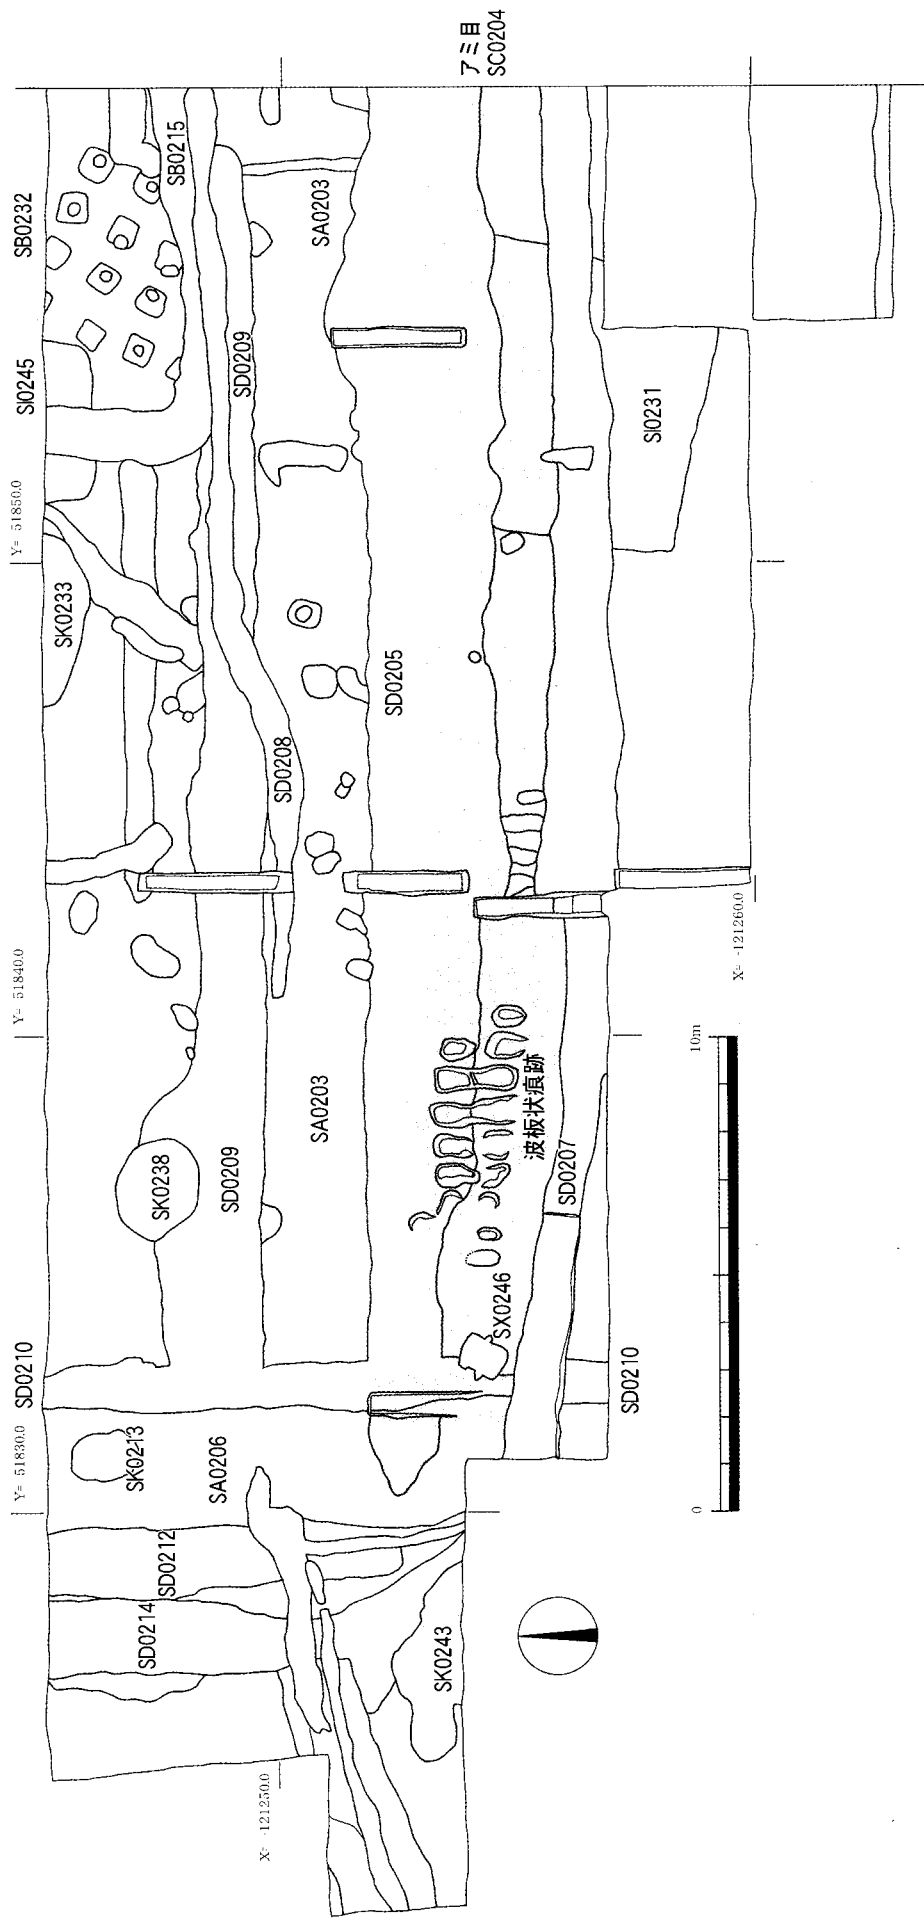 アミ目
SC0204
SB0232
SB0215
SA0203
SI0245
SD0209
SI0231
Y= 51850.0
SK0233
SD0205
SD0208
Y= 51840.0
X= -121260.0
10m
波板状痕跡
SA0203
SK0238
SD0209
SD0207
SX0246
SD0210
SD0210
SK0213
SA0206
Y= 51830.0
0
SD0212
SD0214
SK0243
X= -121250.0